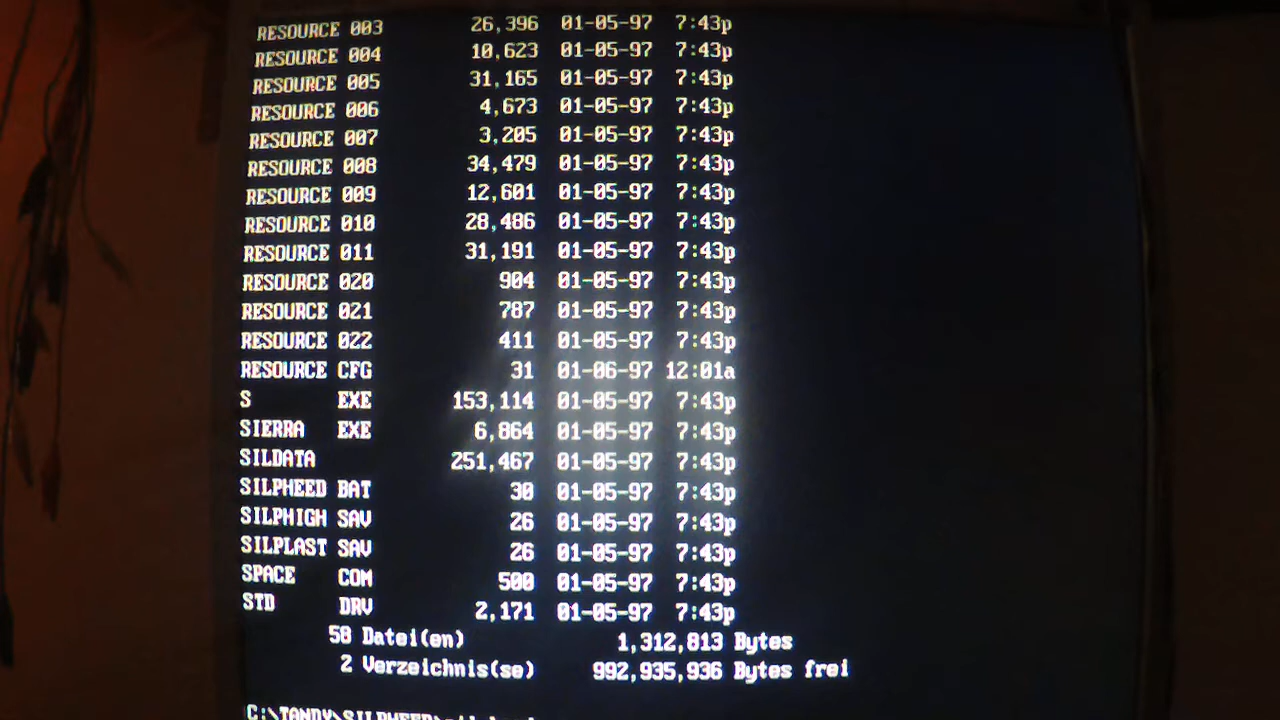 RESOURCE 003 26,396 01-05-97 7:43p
RESOURCE 004 10,623 01-05-97 7:43p
RESOURCE 005 31,165 01-05-97 7:43p
RESOURCE 006 4,673 01-05-97 7:43p
RESOURCE 007 3,205 01-05-97 7:43p
RESOURCE 008 34,479 01-05-97 7:43p
RESOURCE 009 12,601 01-05-97 7:43p
RESOURCE 010 28,486 01-05-97 7:43p
RESOURCE 011 31,191 01-05-97 7:43p
RESOURCE 020 904 01-05-97 7:43p
RESOURCE 021 787 01-05-97 7:43p
RESOURCE 022 411 01-05-97 7:43p
RESOURCE CFG 31 01-06-97 12:01a
S EXE 153,114 01-05-97 7:43p
SIERRA EXE 6,864 01-05-97 7:43p
SILDATA 251,467 01-05-97 7:43p
SILPHEED BAT 30 01-05-97 7:43p
SILPHIGH SAV 26 01-05-97 7:43p
SILPLAST SAV 26 01-05-97 7:43p
SPACE COM 500 01-05-97 7:43p
STD DRV 2,171 01-05-97 7:43p
58 Datei(en) 1,312,813 Bytes
2 Verzeichnis(se) 992,935,936 Bytes frei